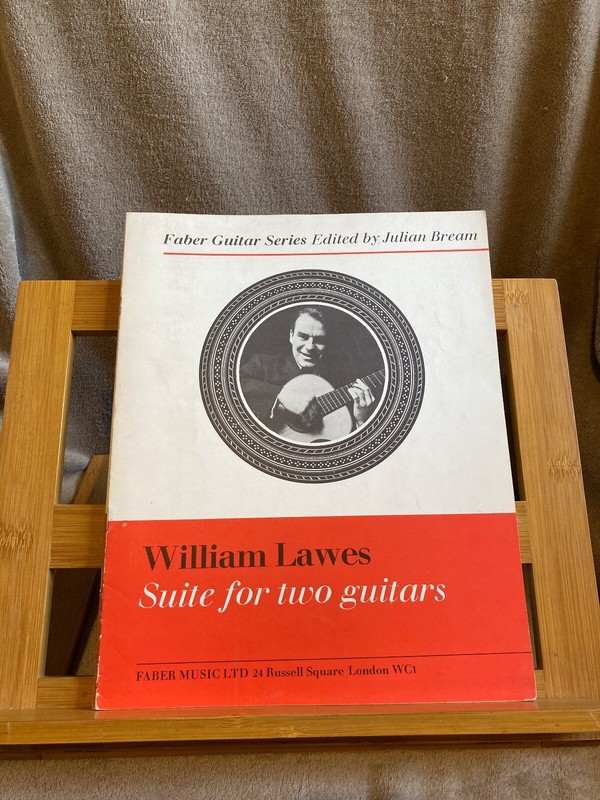 Faber Guitar Series Edited by Julian Bream
William Lawes
Suite for two guitars
FABER MUSIC LTD 24 Russell Square London WC1